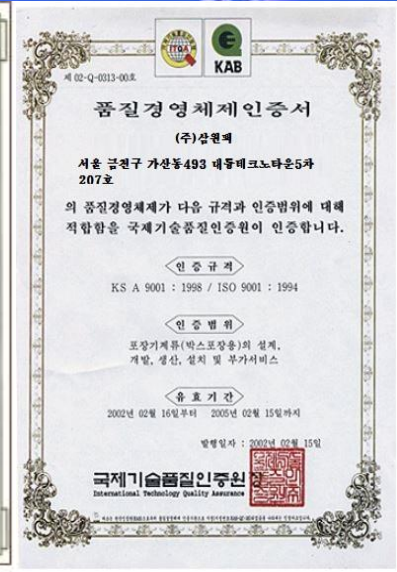 ITQA
KAB
제 02-Q-0313-00호
품질경영체제인증서
(주)삼원팩
서울 금천구 가산동493 대륭테크노타운5차
207호
의 품질경영체제가 다음 규격과 인증범위에 대해
적합함을 국제기술품질인증원이 인증합니다.
인증규격
KS A 9001 : 1998 / ISO 9001 : 1994
인증범위
포장기계류(박스포장용)의 설계,
개발, 생산, 설치 및 부가서비스
유효기간
2002년 02월 16일부터 2005년 02월 15일까지
발행일자 : 2002년 02월 15일
국제기술품질인증원장
International Technology Quality Assurance